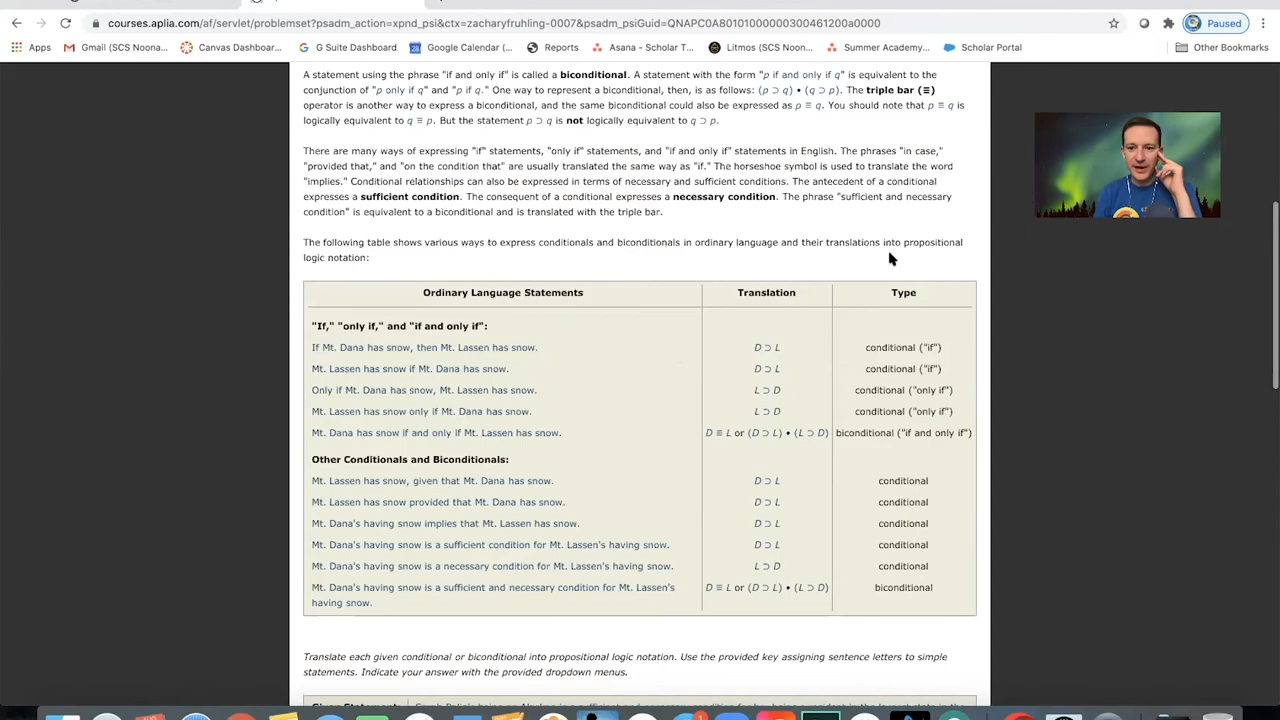 courses.aplia.com/af/servlet/problemset?psadm_action=xpnd_psi&ctx=zacharyfruhling-0007&psadm_psiGuid=QNAPC0A8010100000030046120​0a0000
Paused
Apps
Gmail (SCS Noona...
Canvas Dashboar...
G Suite Dashboard
Google Calendar (...
Reports
Asana - Scholar T...
Litmos (SCS Noon...
Summer Academy...
Scholar Portal
Other Bookmarks
A statement using the phrase "if and only if" is called a biconditional. A statement with the form "p if and only if q" is equivalent to the
conjunction of "p only if q" and "p if q." One way to represent a biconditional, then, is as follows: (p ⊃ q) • (q ⊃ p). The triple bar (≡)
operator is another way to express a biconditional, and the same biconditional could also be expressed as p ≡ q. You should note that p ≡ q is
logically equivalent to q ≡ p. But the statement p ⊃ q is not logically equivalent to q ⊃ p.
There are many ways of expressing "if" statements, "only if" statements, and "if and only if" statements in English. The phrases "in case,"
"provided that," and "on the condition that" are usually translated the same way as "if." The horseshoe symbol is used to translate the word
"implies." Conditional relationships can also be expressed in terms of necessary and sufficient conditions. The antecedent of a conditional
expresses a sufficient condition. The consequent of a conditional expresses a necessary condition. The phrase "sufficient and necessary
condition" is equivalent to a biconditional and is translated with the triple bar.
The following table shows various ways to express conditionals and biconditionals in ordinary language and their translations into propositional
logic notation:
Ordinary Language Statements Translation Type
"If," "only if," and "if and only if":
If Mt. Dana has snow, then Mt. Lassen has snow. D ⊃ L conditional ("if")
Mt. Lassen has snow if Mt. Dana has snow. D ⊃ L conditional ("if")
Only if Mt. Dana has snow, Mt. Lassen has snow. L ⊃ D conditional ("only if")
Mt. Lassen has snow only if Mt. Dana has snow. L ⊃ D conditional ("only if")
Mt. Dana has snow if and only if Mt. Lassen has snow. D ≡ L or (D ⊃ L) • (L ⊃ D) biconditional ("if and only if")
Other Conditionals and Biconditionals:
Mt. Lassen has snow, given that Mt. Dana has snow. D ⊃ L conditional
Mt. Lassen has snow provided that Mt. Dana has snow. D ⊃ L conditional
Mt. Dana's having snow implies that Mt. Lassen has snow. D ⊃ L conditional
Mt. Dana's having snow is a sufficient condition for Mt. Lassen's having snow. D ⊃ L conditional
Mt. Dana's having snow is a necessary condition for Mt. Lassen's having snow. L ⊃ D conditional
Mt. Dana's having snow is a sufficient and necessary condition for Mt. Lassen's D ≡ L or (D ⊃ L) • (L ⊃ D) biconditional
having snow.
Translate each given conditional or biconditional into propositional logic notation. Use the provided key assigning sentence letters to simple
statements. Indicate your answer with the provided dropdown menus.